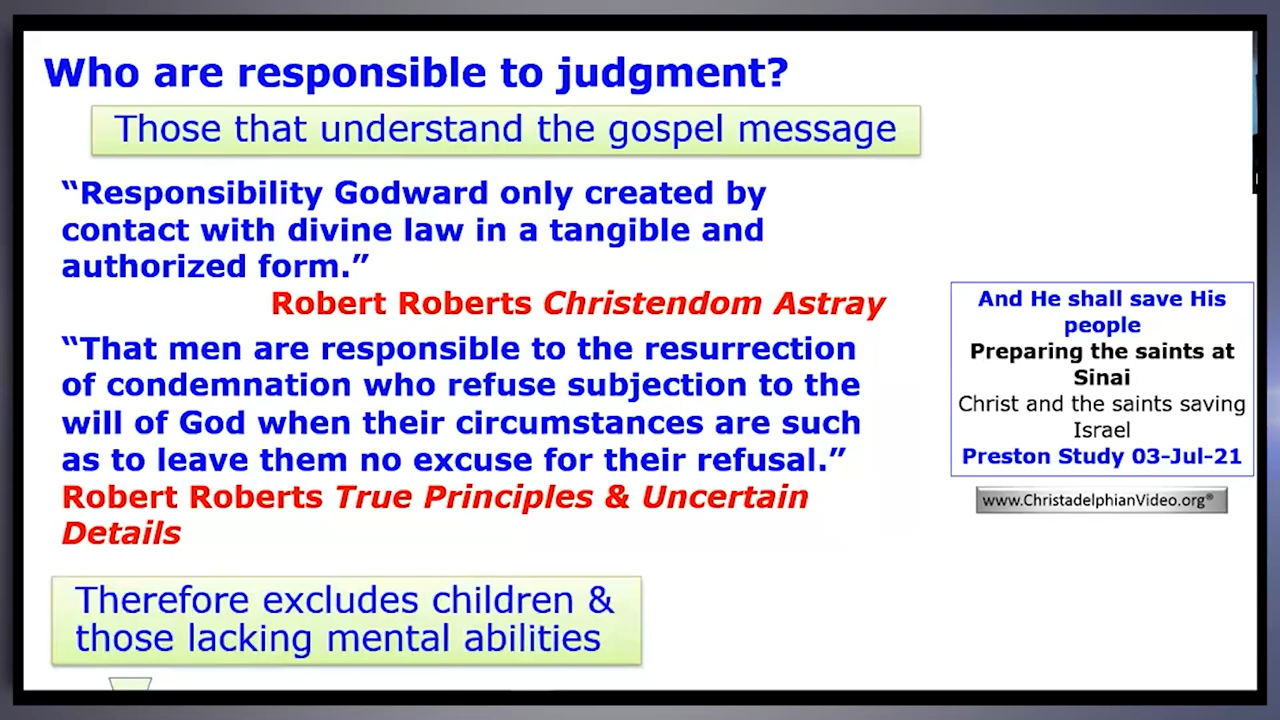 Who are responsible to judgment?
Those that understand the gospel message
“Responsibility Godward only created by
contact with divine law in a tangible and
authorized form.”
Robert Roberts Christendom Astray
“That men are responsible to the resurrection
of condemnation who refuse subjection to the
will of God when their circumstances are such
as to leave them no excuse for their refusal.”
Robert Roberts True Principles & Uncertain
Details
Therefore excludes children &
those lacking mental abilities
And He shall save His
people
Preparing the saints at
Sinai
Christ and the saints saving
Israel
Preston Study 03-Jul-21
www.ChristadelphianVideo.org®